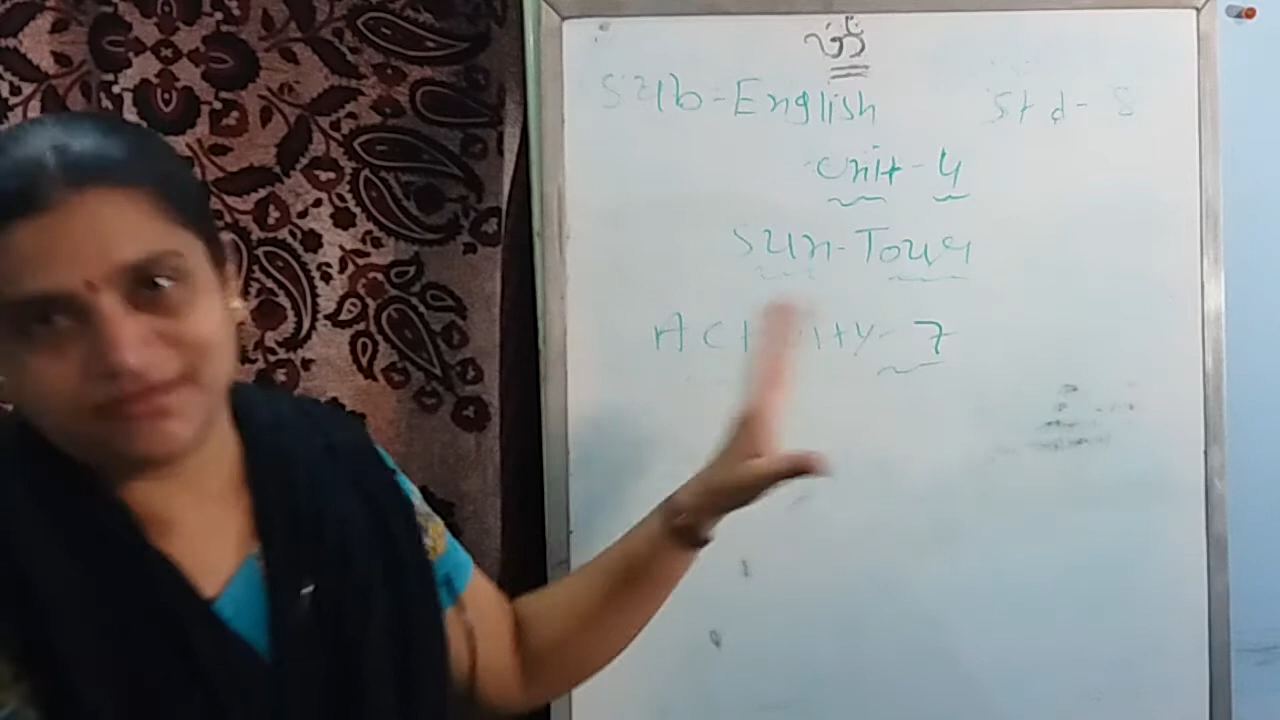 ૐ
Sub-English Std-8
Unit-4
Sun-Tour
Activity-7